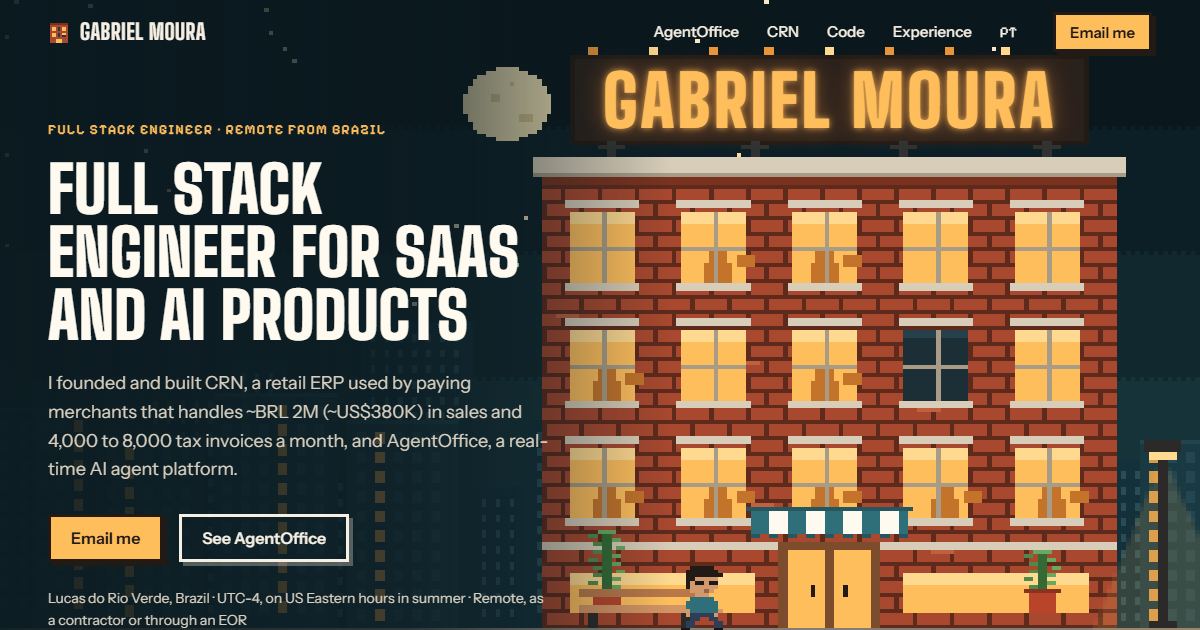 GABRIEL MOURA
AgentOffice CRN Code Experience PT Email me
GABRIEL MOURA
FULL STACK ENGINEER · REMOTE FROM BRAZIL
FULL STACK
ENGINEER FOR SAAS
AND AI PRODUCTS
I founded and built CRN, a retail ERP used by paying
merchants that handles ~BRL 2M (~US$380K) in sales and
4,000 to 8,000 tax invoices a month, and AgentOffice, a real-
time AI agent platform.
Email me See AgentOffice
Lucas do Rio Verde, Brazil · UTC-4, on US Eastern hours in summer · Remote, as
a contractor or through an EOR